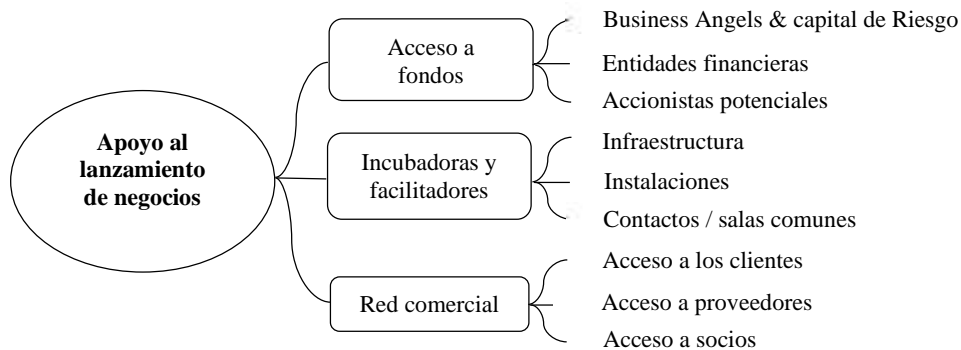 Apoyo al
lanzamiento
de negocios
Acceso a
fondos
Business Angels & capital de Riesgo
Entidades financieras
Accionistas potenciales
Incubadoras y
facilitadores
Infraestructura
Instalaciones
Contactos / salas comunes
Red comercial
Acceso a los clientes
Acceso a proveedores
Acceso a socios